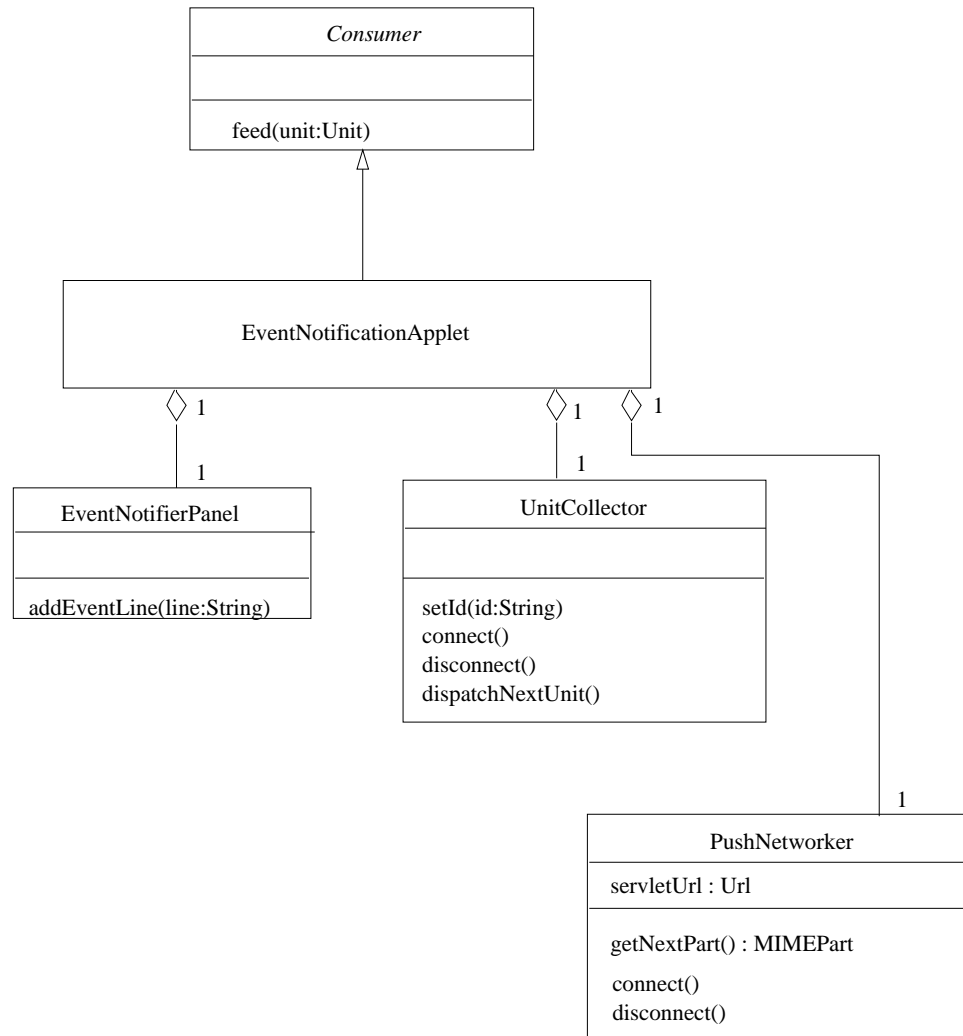 Consumer
feed(unit:Unit)
EventNotificationApplet
1
1
1
1
1
EventNotifierPanel
addEventLine(line:String)
UnitCollector
setId(id:String)
connect()
disconnect()
dispatchNextUnit()
1
PushNetworker
servletUrl : Url
getNextPart() : MIMEPart
connect()
disconnect()